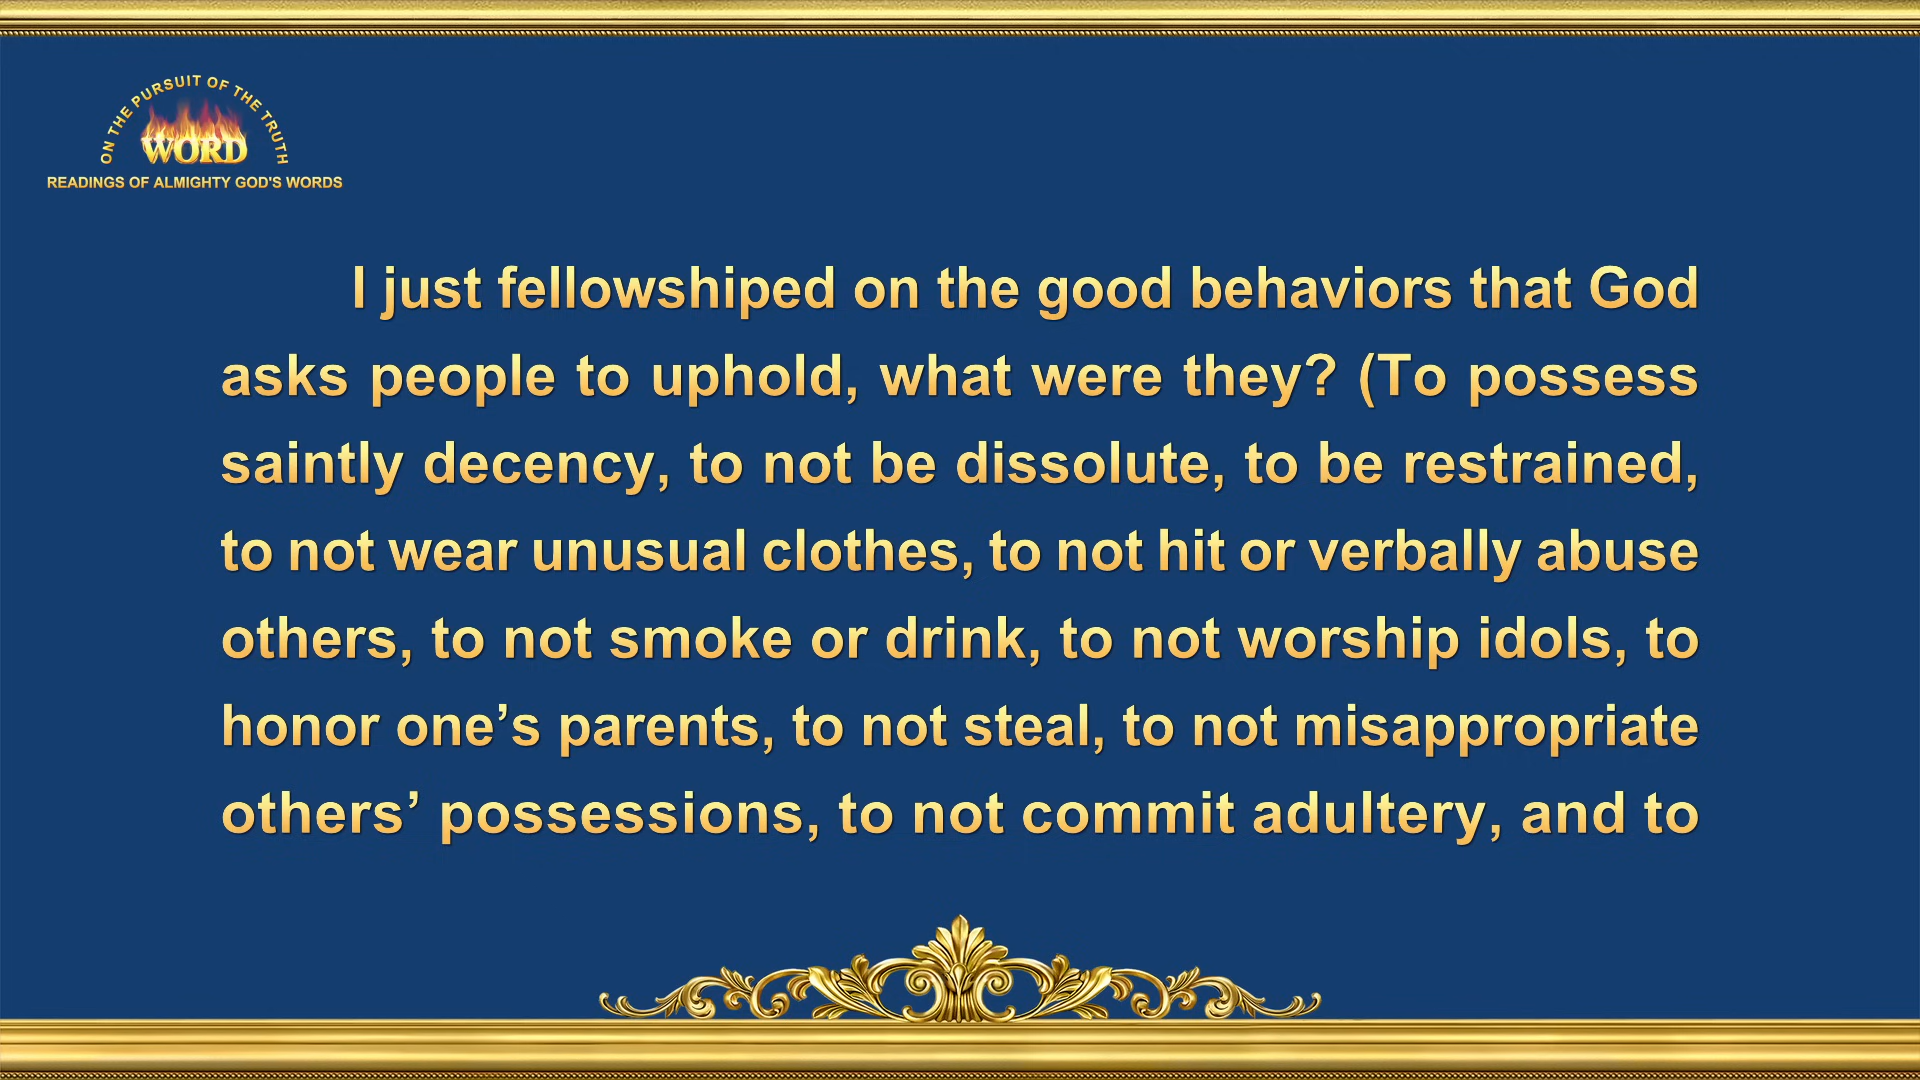 ON THE PURSUIT OF THE TRUTH
WORD
READINGS OF ALMIGHTY GOD'S WORDS
I just fellowshiped on the good behaviors that God
asks people to uphold, what were they? (To possess
saintly decency, to not be dissolute, to be restrained,
to not wear unusual clothes, to not hit or verbally abuse
others, to not smoke or drink, to not worship idols, to
honor one’s parents, to not steal, to not misappropriate
others’ possessions, to not commit adultery, and to